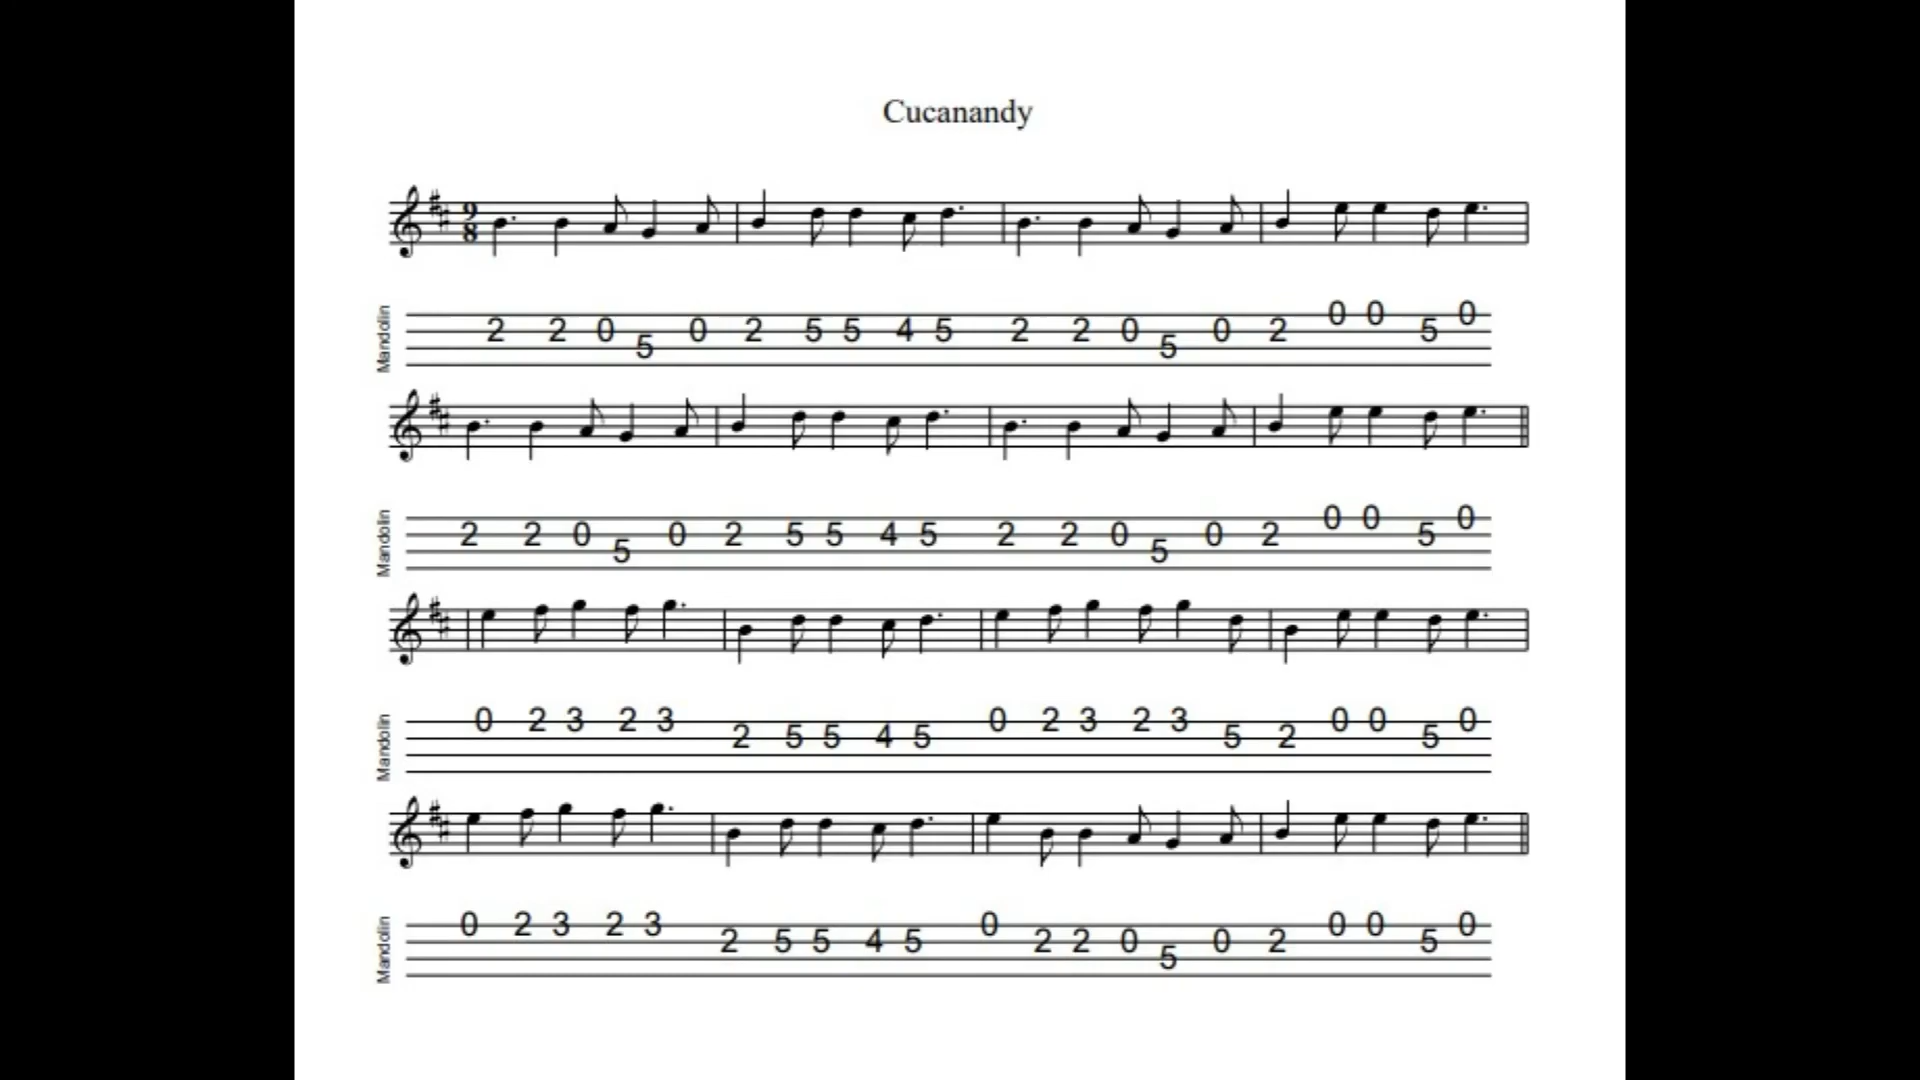 Cucanandy
9
8
Mandolin
2 2 0 5 0 2 5 5 4 5 2 2 0 5 0 2 0 0 5 0
Mandolin
2 2 0 5 0 2 5 5 4 5 2 2 0 5 0 2 0 0 5 0
Mandolin
0 2 3 2 3 2 5 5 4 5 0 2 3 2 3 5 2 0 0 5 0
Mandolin
0 2 3 2 3 2 5 5 4 5 0 2 2 0 5 0 2 0 0 5 0